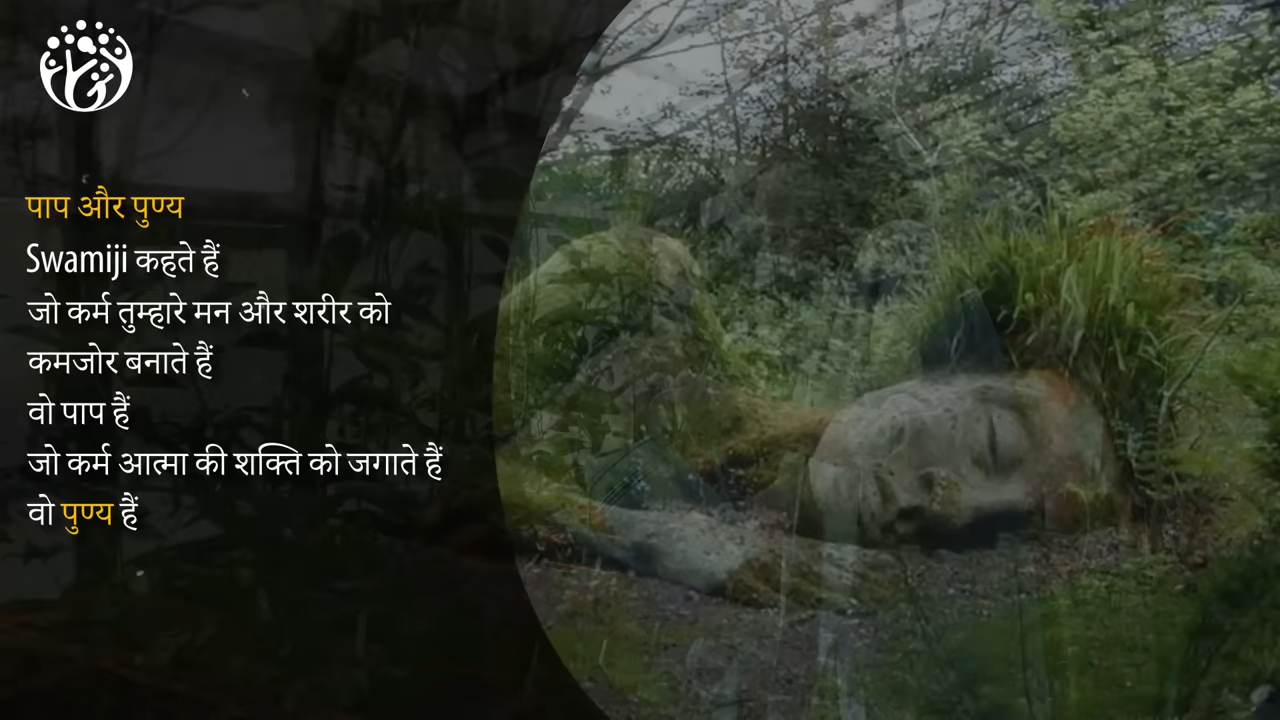 पाप और पुण्य
Swamiji कहते हैं
जो कर्म तुम्हारे मन और शरीर को
कमजोर बनाते हैं
वो पाप हैं
जो कर्म आत्मा की शक्ति को जगाते हैं
वो पुण्य हैं